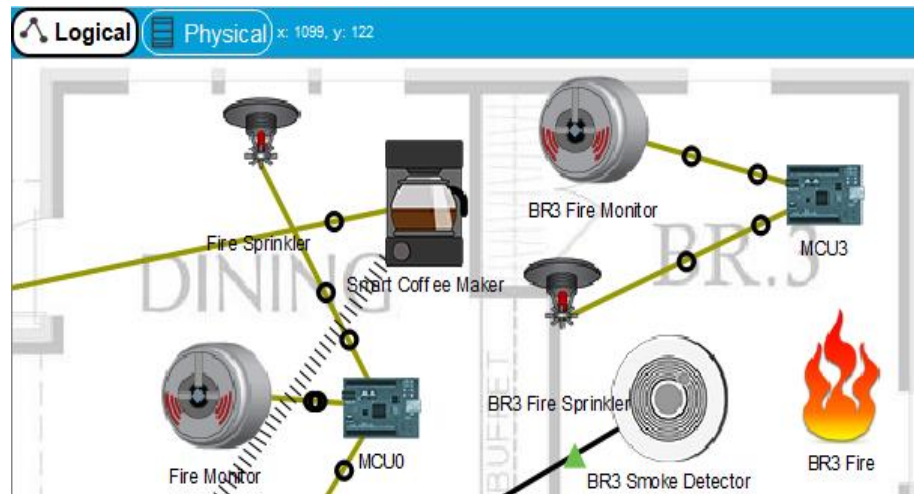 Logical
Physical
x: 1099, y: 122
BR3 Fire Monitor
MCU3
Fire Sprinkler
BR.3
Smart Coffee Maker
DINING
BUFFET
BR3 Fire Sprinkler
Fire Monitor
MCU0
BR3 Smoke Detector
BR3 Fire